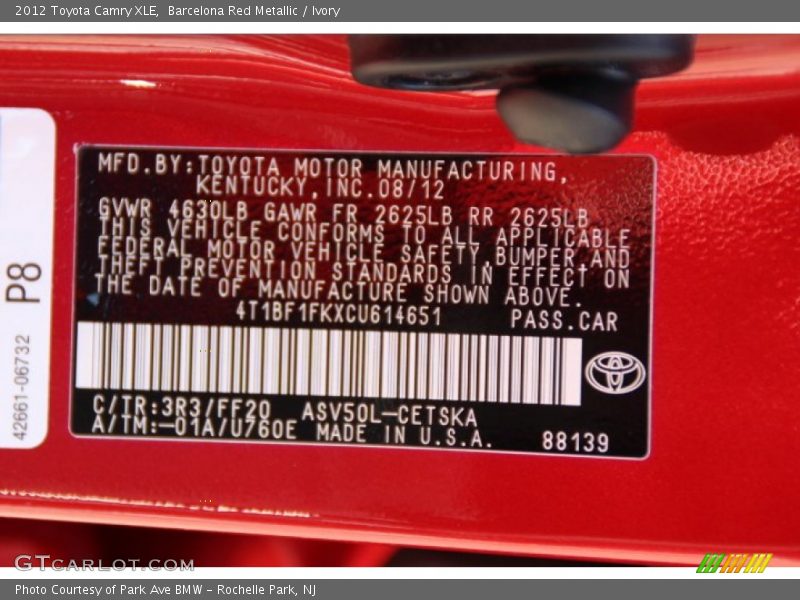 2012 Toyota Camry XLE, Barcelona Red Metallic / Ivory
MFD.BY:TOYOTA MOTOR MANUFACTURING,
KENTUCKY,INC.08/12
GVWR 4630LB GAWR FR 2625LB RR 2625LB
THIS VEHICLE CONFORMS TO ALL APPLICABLE
FEDERAL MOTOR VEHICLE SAFETY,BUMPER,AND
THEFT PREVENTION STANDARDS IN EFFECT ON
THE DATE OF MANUFACTURE SHOWN ABOVE.
4T1BF1FKXCU614651 PASS.CAR
C/TR:3R3/FF20 ASV50L-CETSKA
A/TM:-01A/U760E MADE IN U.S.A. 88139
P8
42661-06732
GTCARLOT.COM
Photo Courtesy of Park Ave BMW - Rochelle Park, NJ